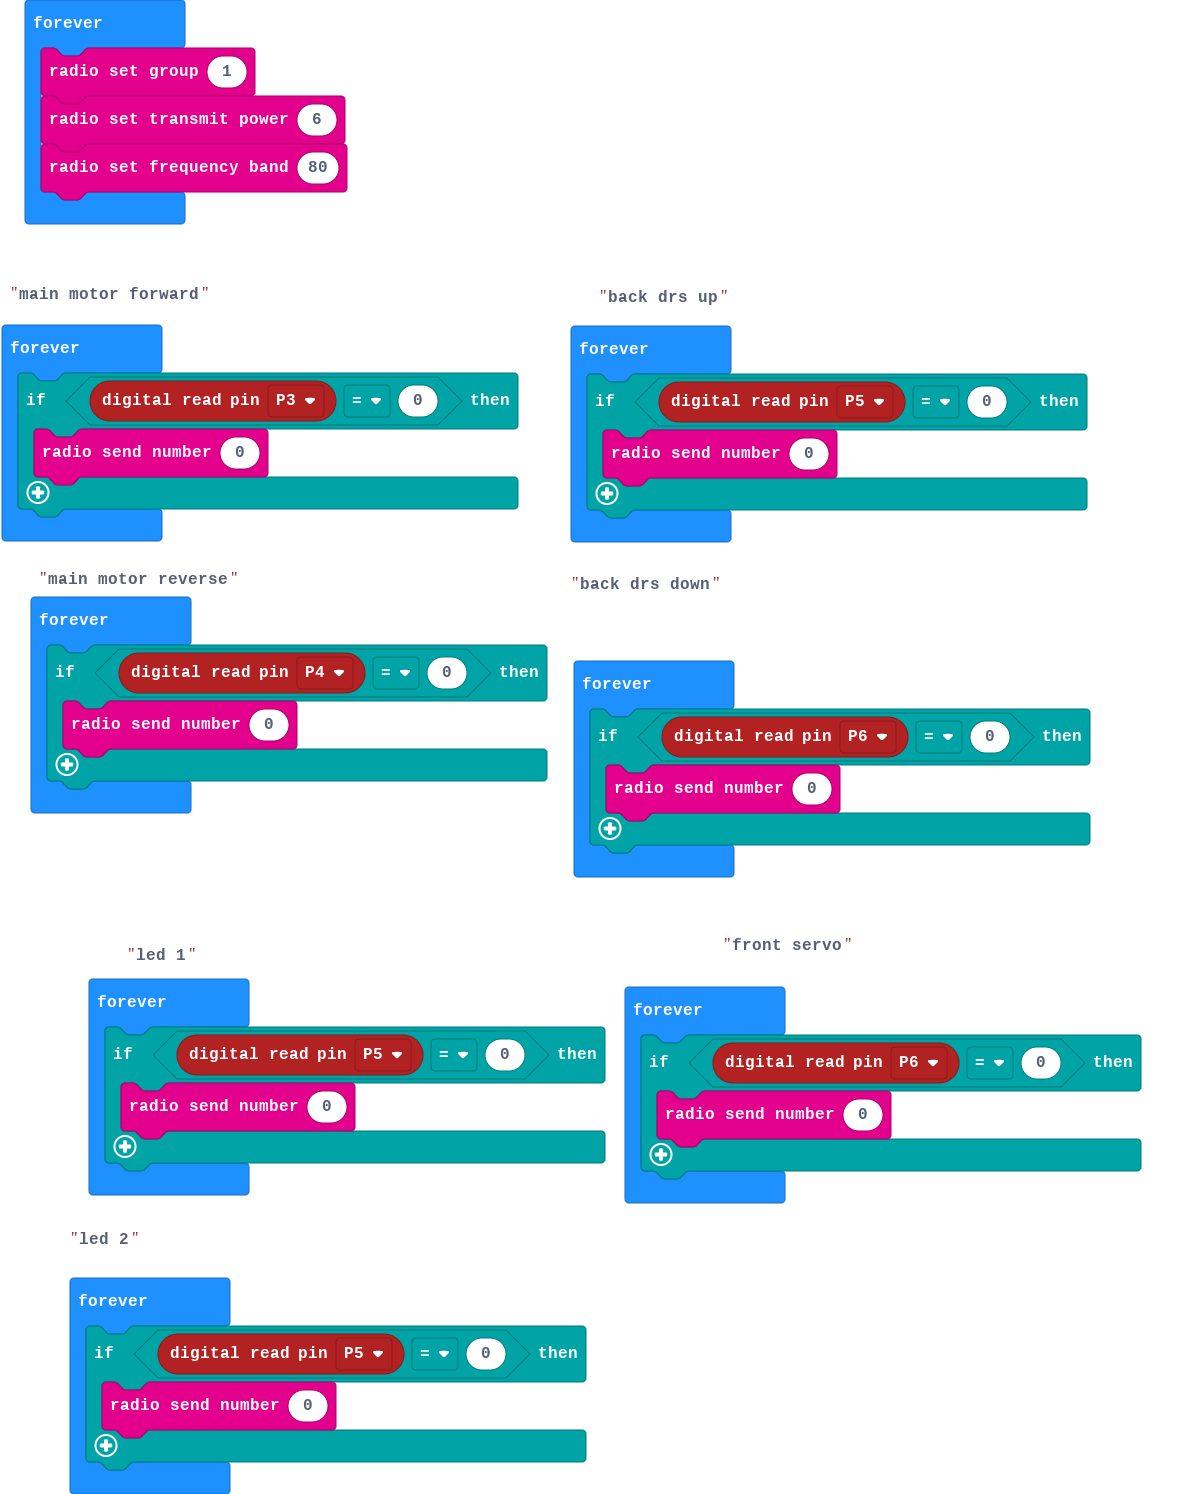 forever
radio set group 1
radio set transmit power 6
radio set frequency band 80
"main motor forward"
forever
if digital read pin P3 = 0 then
radio send number 0
"back drs up"
forever
if digital read pin P5 = 0 then
radio send number 0
"main motor reverse"
forever
if digital read pin P4 = 0 then
radio send number 0
"back drs down"
forever
if digital read pin P6 = 0 then
radio send number 0
"led 1"
forever
if digital read pin P5 = 0 then
radio send number 0
"front servo"
forever
if digital read pin P6 = 0 then
radio send number 0
"led 2"
forever
if digital read pin P5 = 0 then
radio send number 0